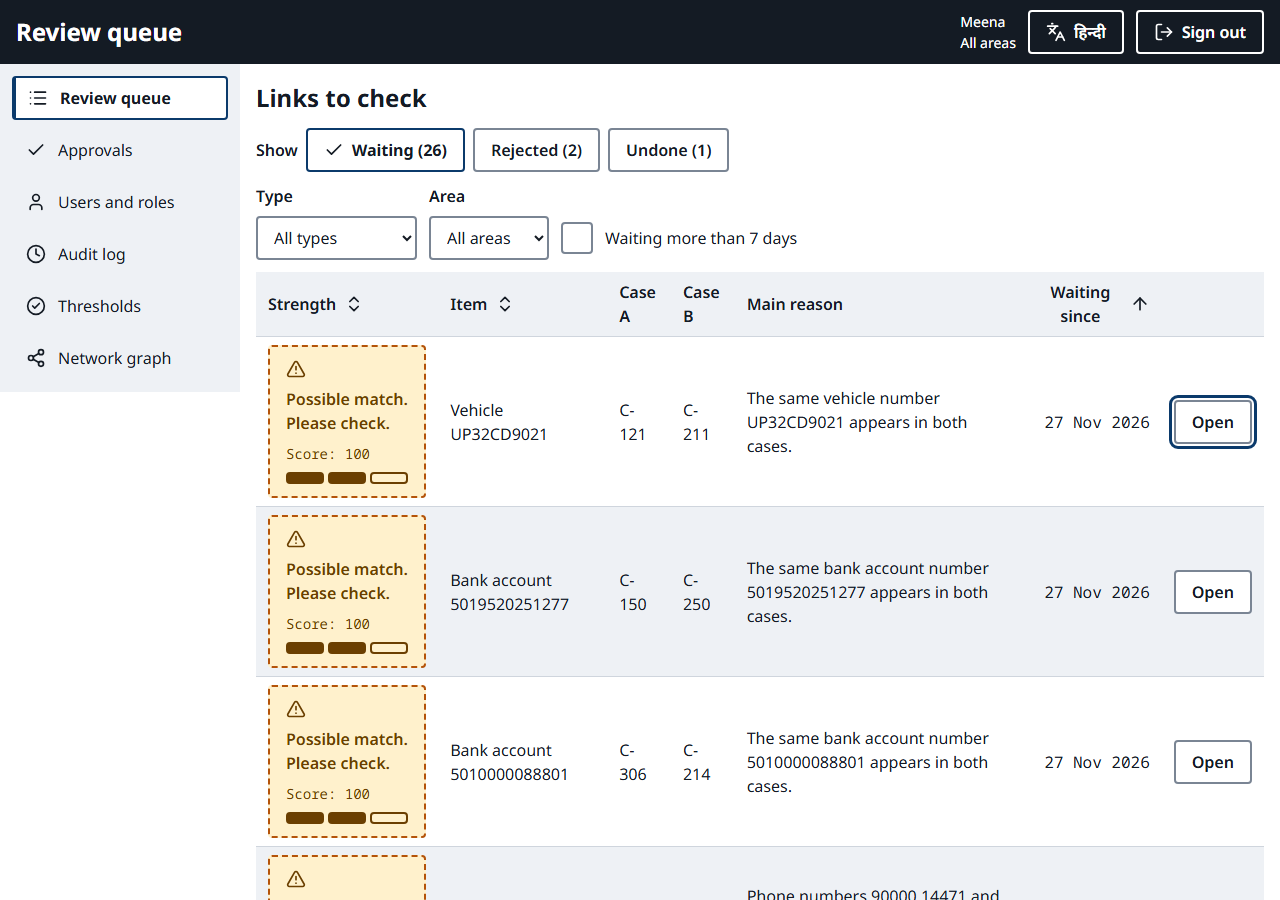 Review queue
Meena
All areas
हिन्दी
Sign out
Review queue
Approvals
Users and roles
Audit log
Thresholds
Network graph
Links to check
Show
Waiting (26)
Rejected (2)
Undone (1)
Type
Area
All types
All areas
Waiting more than 7 days
Strength
Item
Case
A
Case
B
Main reason
Waiting
since
Possible match.
Please check.
Score: 100
Vehicle
UP32CD9021
C-
121
C-
211
The same vehicle number
UP32CD9021 appears in both
cases.
27 Nov 2026
Open
Possible match.
Please check.
Score: 100
Bank account
5019520251277
C-
150
C-
250
The same bank account number
5019520251277 appears in both
cases.
27 Nov 2026
Open
Possible match.
Please check.
Score: 100
Bank account
5010000088801
C-
306
C-
214
The same bank account number
5010000088801 appears in both
cases.
27 Nov 2026
Open
Phone numbers 90000 14471 and